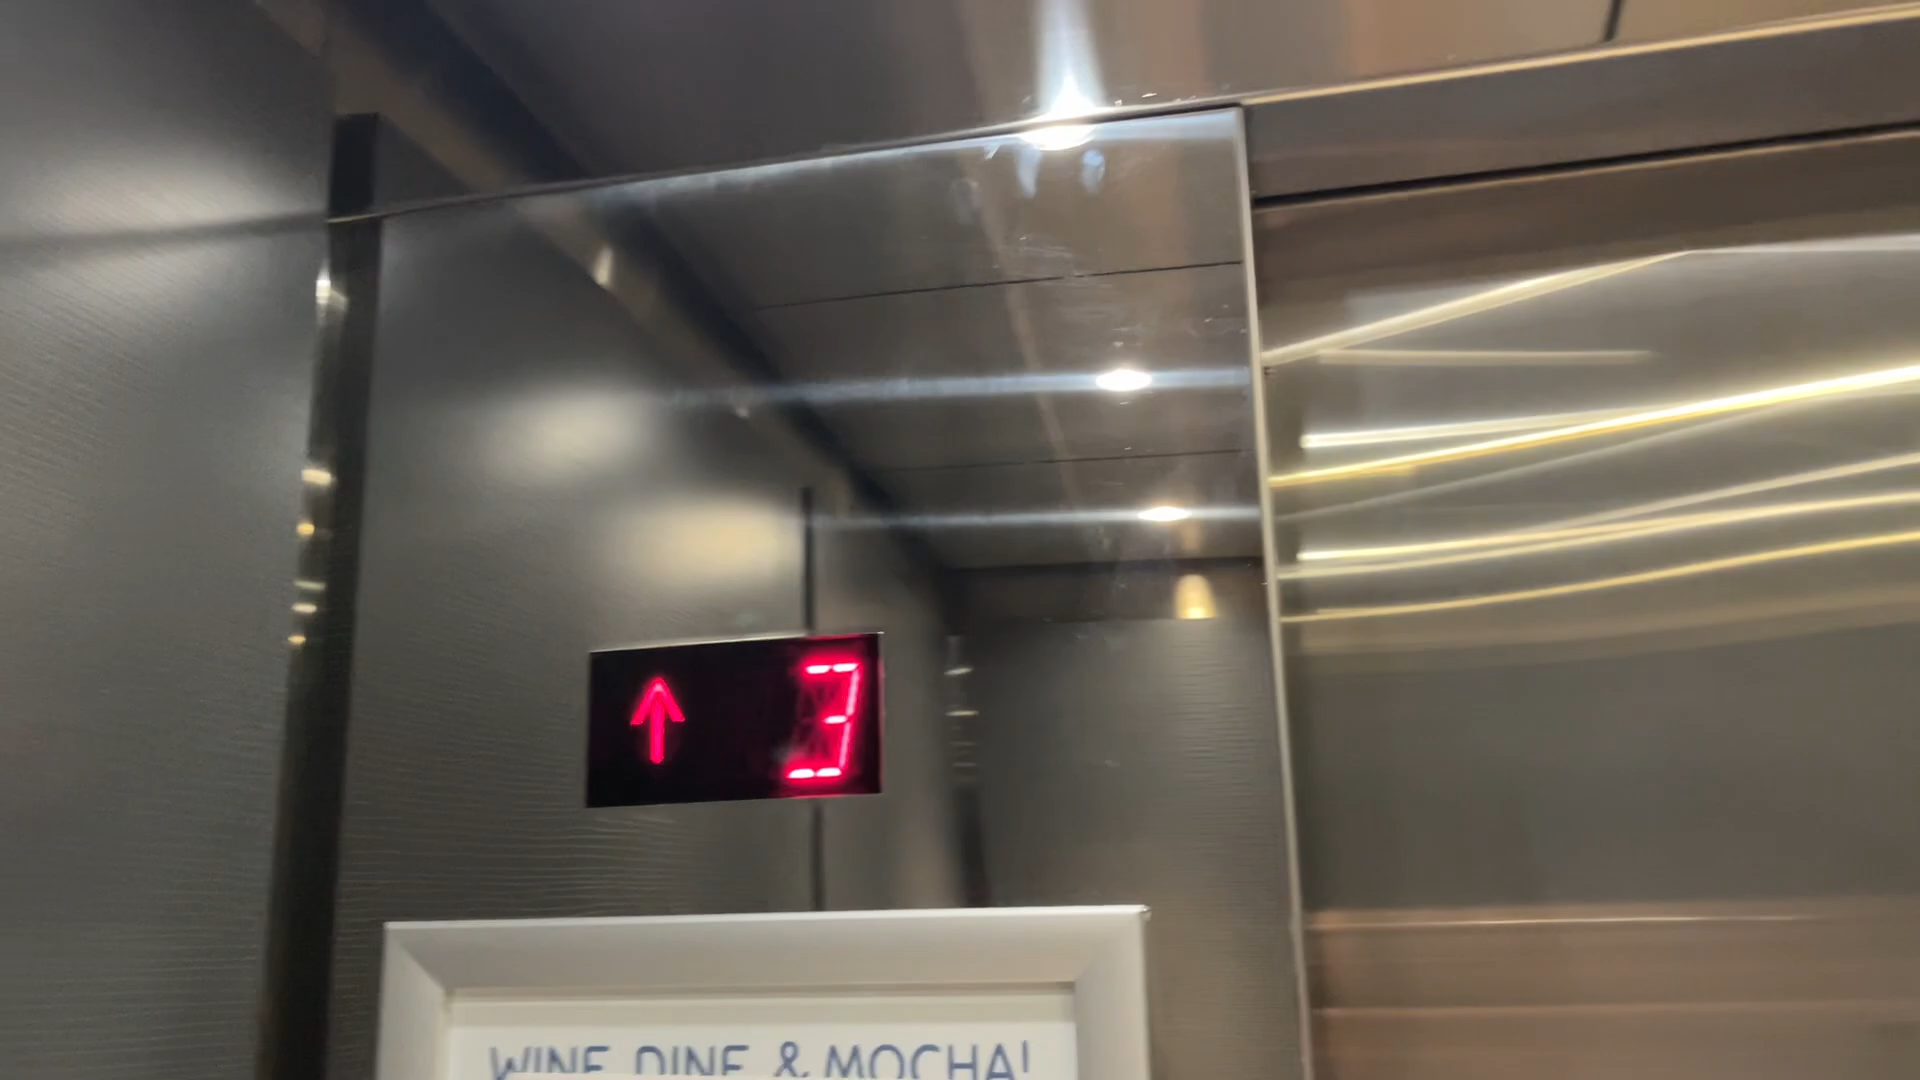 ↑ 3
WINE, DINE & MOCHA!